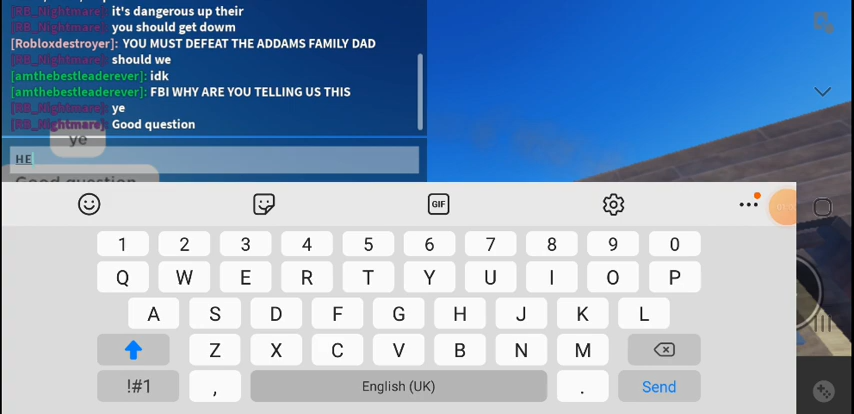 [RB_Nightmare]: it's dangerous up their
[RB_Nightmare]: you should get dowm
[Robloxdestroyer]: YOU MUST DEFEAT THE ADDAMS FAMILY DAD
[RB_Nightmare]: should we
[amthebestleaderever]: idk
[amthebestleaderever]: FBI WHY ARE YOU TELLING US THIS
[RB_Nightmare]: ye
[RB_Nightmare]: Good question
ye
HE
Good question
GIF
1 2 3 4 5 6 7 8 9 0
Q W E R T Y U I O P
A S D F G H J K L
Z X C V B N M
!#1 , English (UK) . Send